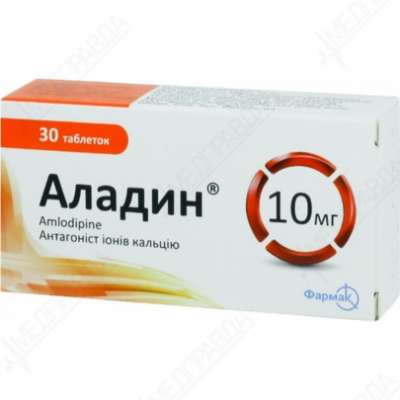 30 таблеток
Аладин®
Amlodipine
Антагоніст іонів кальцію
10мг
Фармак